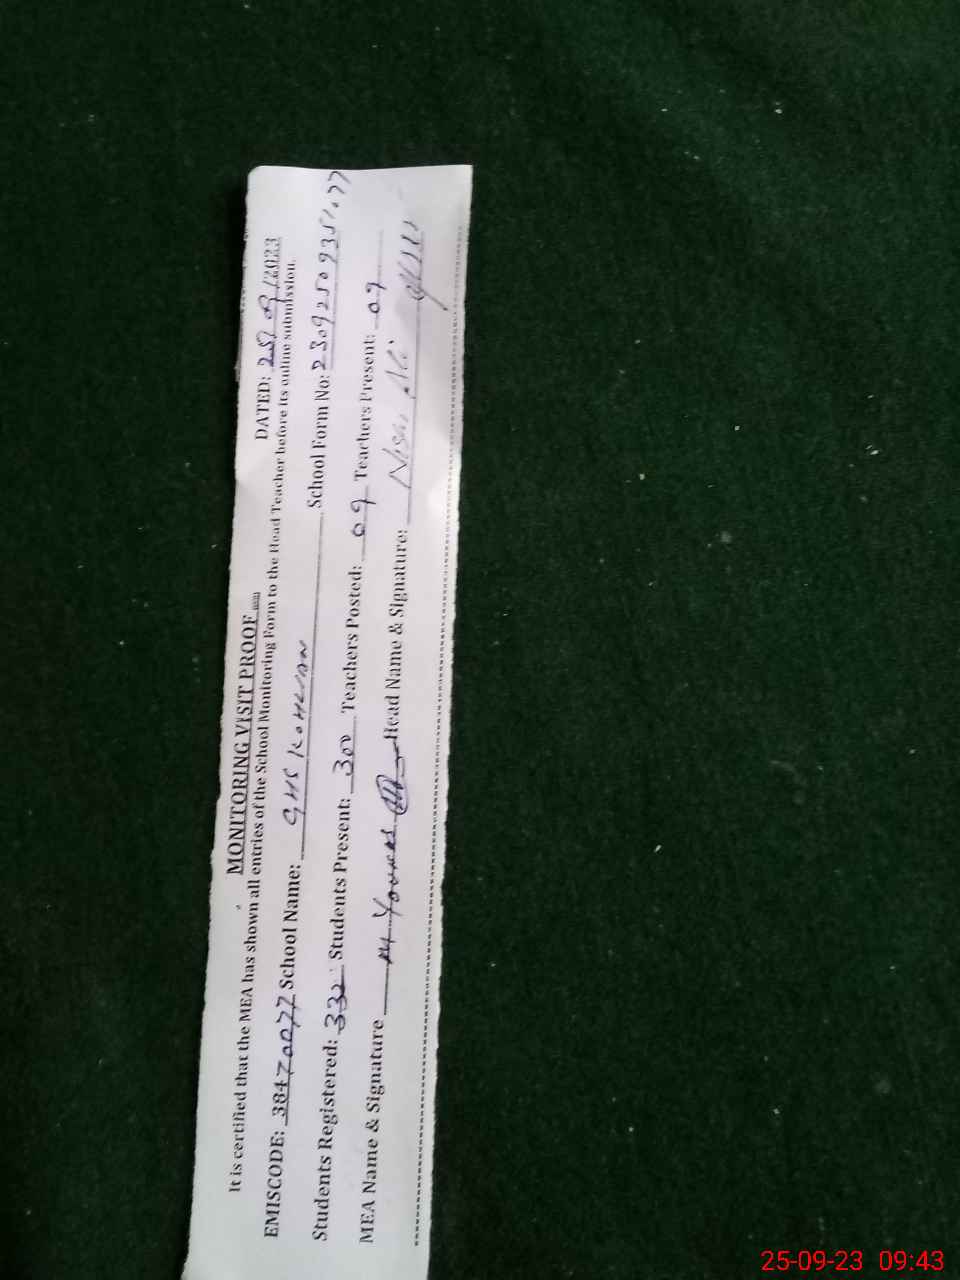 MONITORING VISIT PROOF
DATED: 25/09/2023
It is certified that the MEA has shown all entries of the School Monitoring Form to the Head Teacher before its online submission.
EMISCODE: 38470077 School Name: GHS KOHLIAN School Form No: 23092509351077
Students Registered: 332 Students Present: 300 Teachers Posted: 09 Teachers Present: 09
MEA Name & Signature M Younas Head Name & Signature: Nisar Ali
25-09-23 09:43